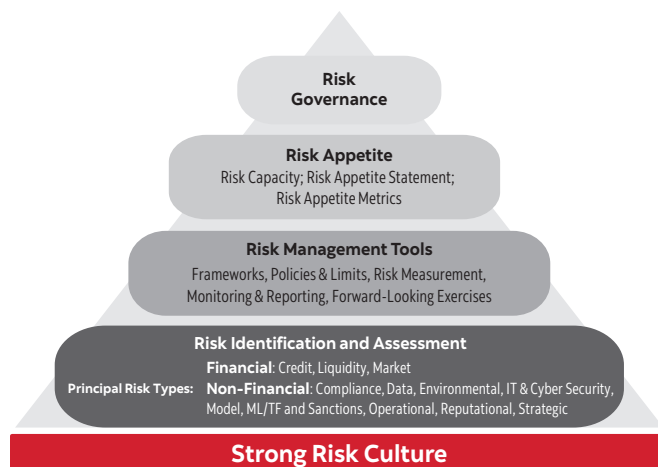 Risk
Governance
Risk Appetite
Risk Capacity; Risk Appetite Statement;
Risk Appetite Metrics
Risk Management Tools
Frameworks, Policies & Limits, Risk Measurement,
Monitoring & Reporting, Forward-Looking Exercises
Risk Identification and Assessment
Financial: Credit, Liquidity, Market
Principal Risk Types: Non-Financial: Compliance, Data, Environmental, IT & Cyber Security,
Model, ML/TF and Sanctions, Operational, Reputational, Strategic
Strong Risk Culture